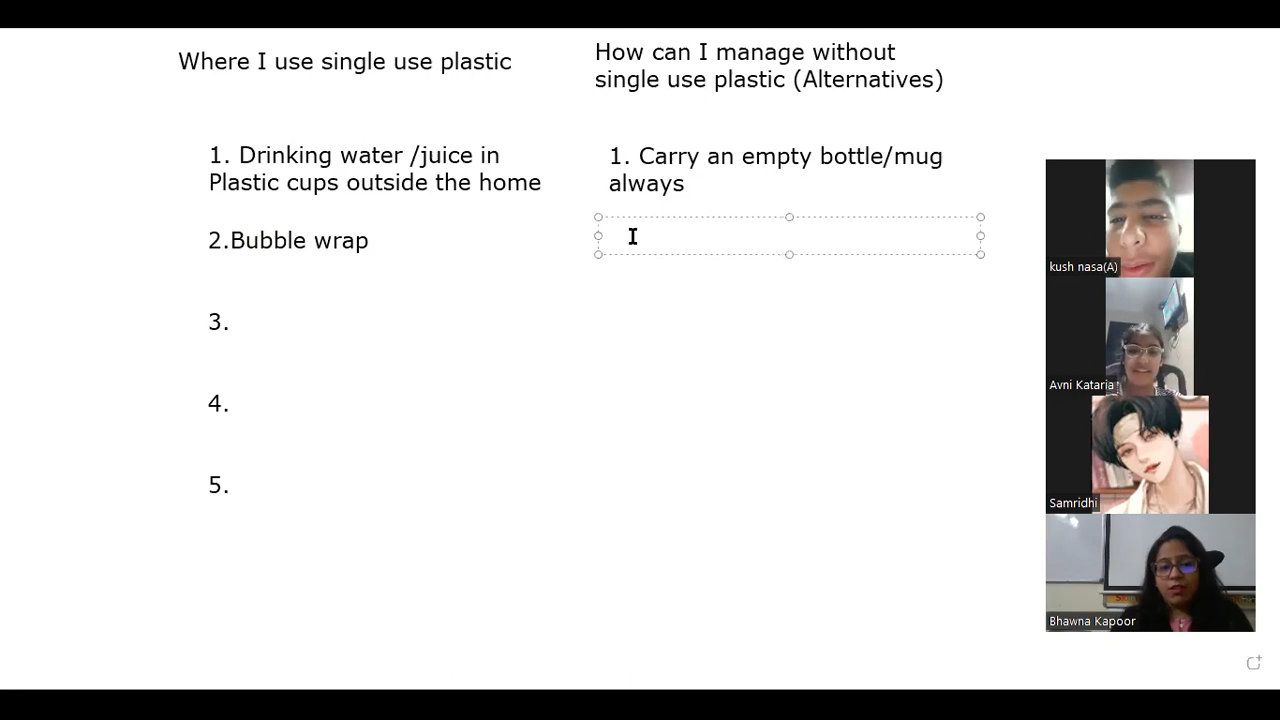 Where I use single use plastic
How can I manage without
single use plastic (Alternatives)
1. Drinking water /juice in
Plastic cups outside the home
1. Carry an empty bottle/mug
always
2.Bubble wrap
3.
4.
5.
kush nasa(A)
Avni Kataria
Samridhi
Bhawna Kapoor